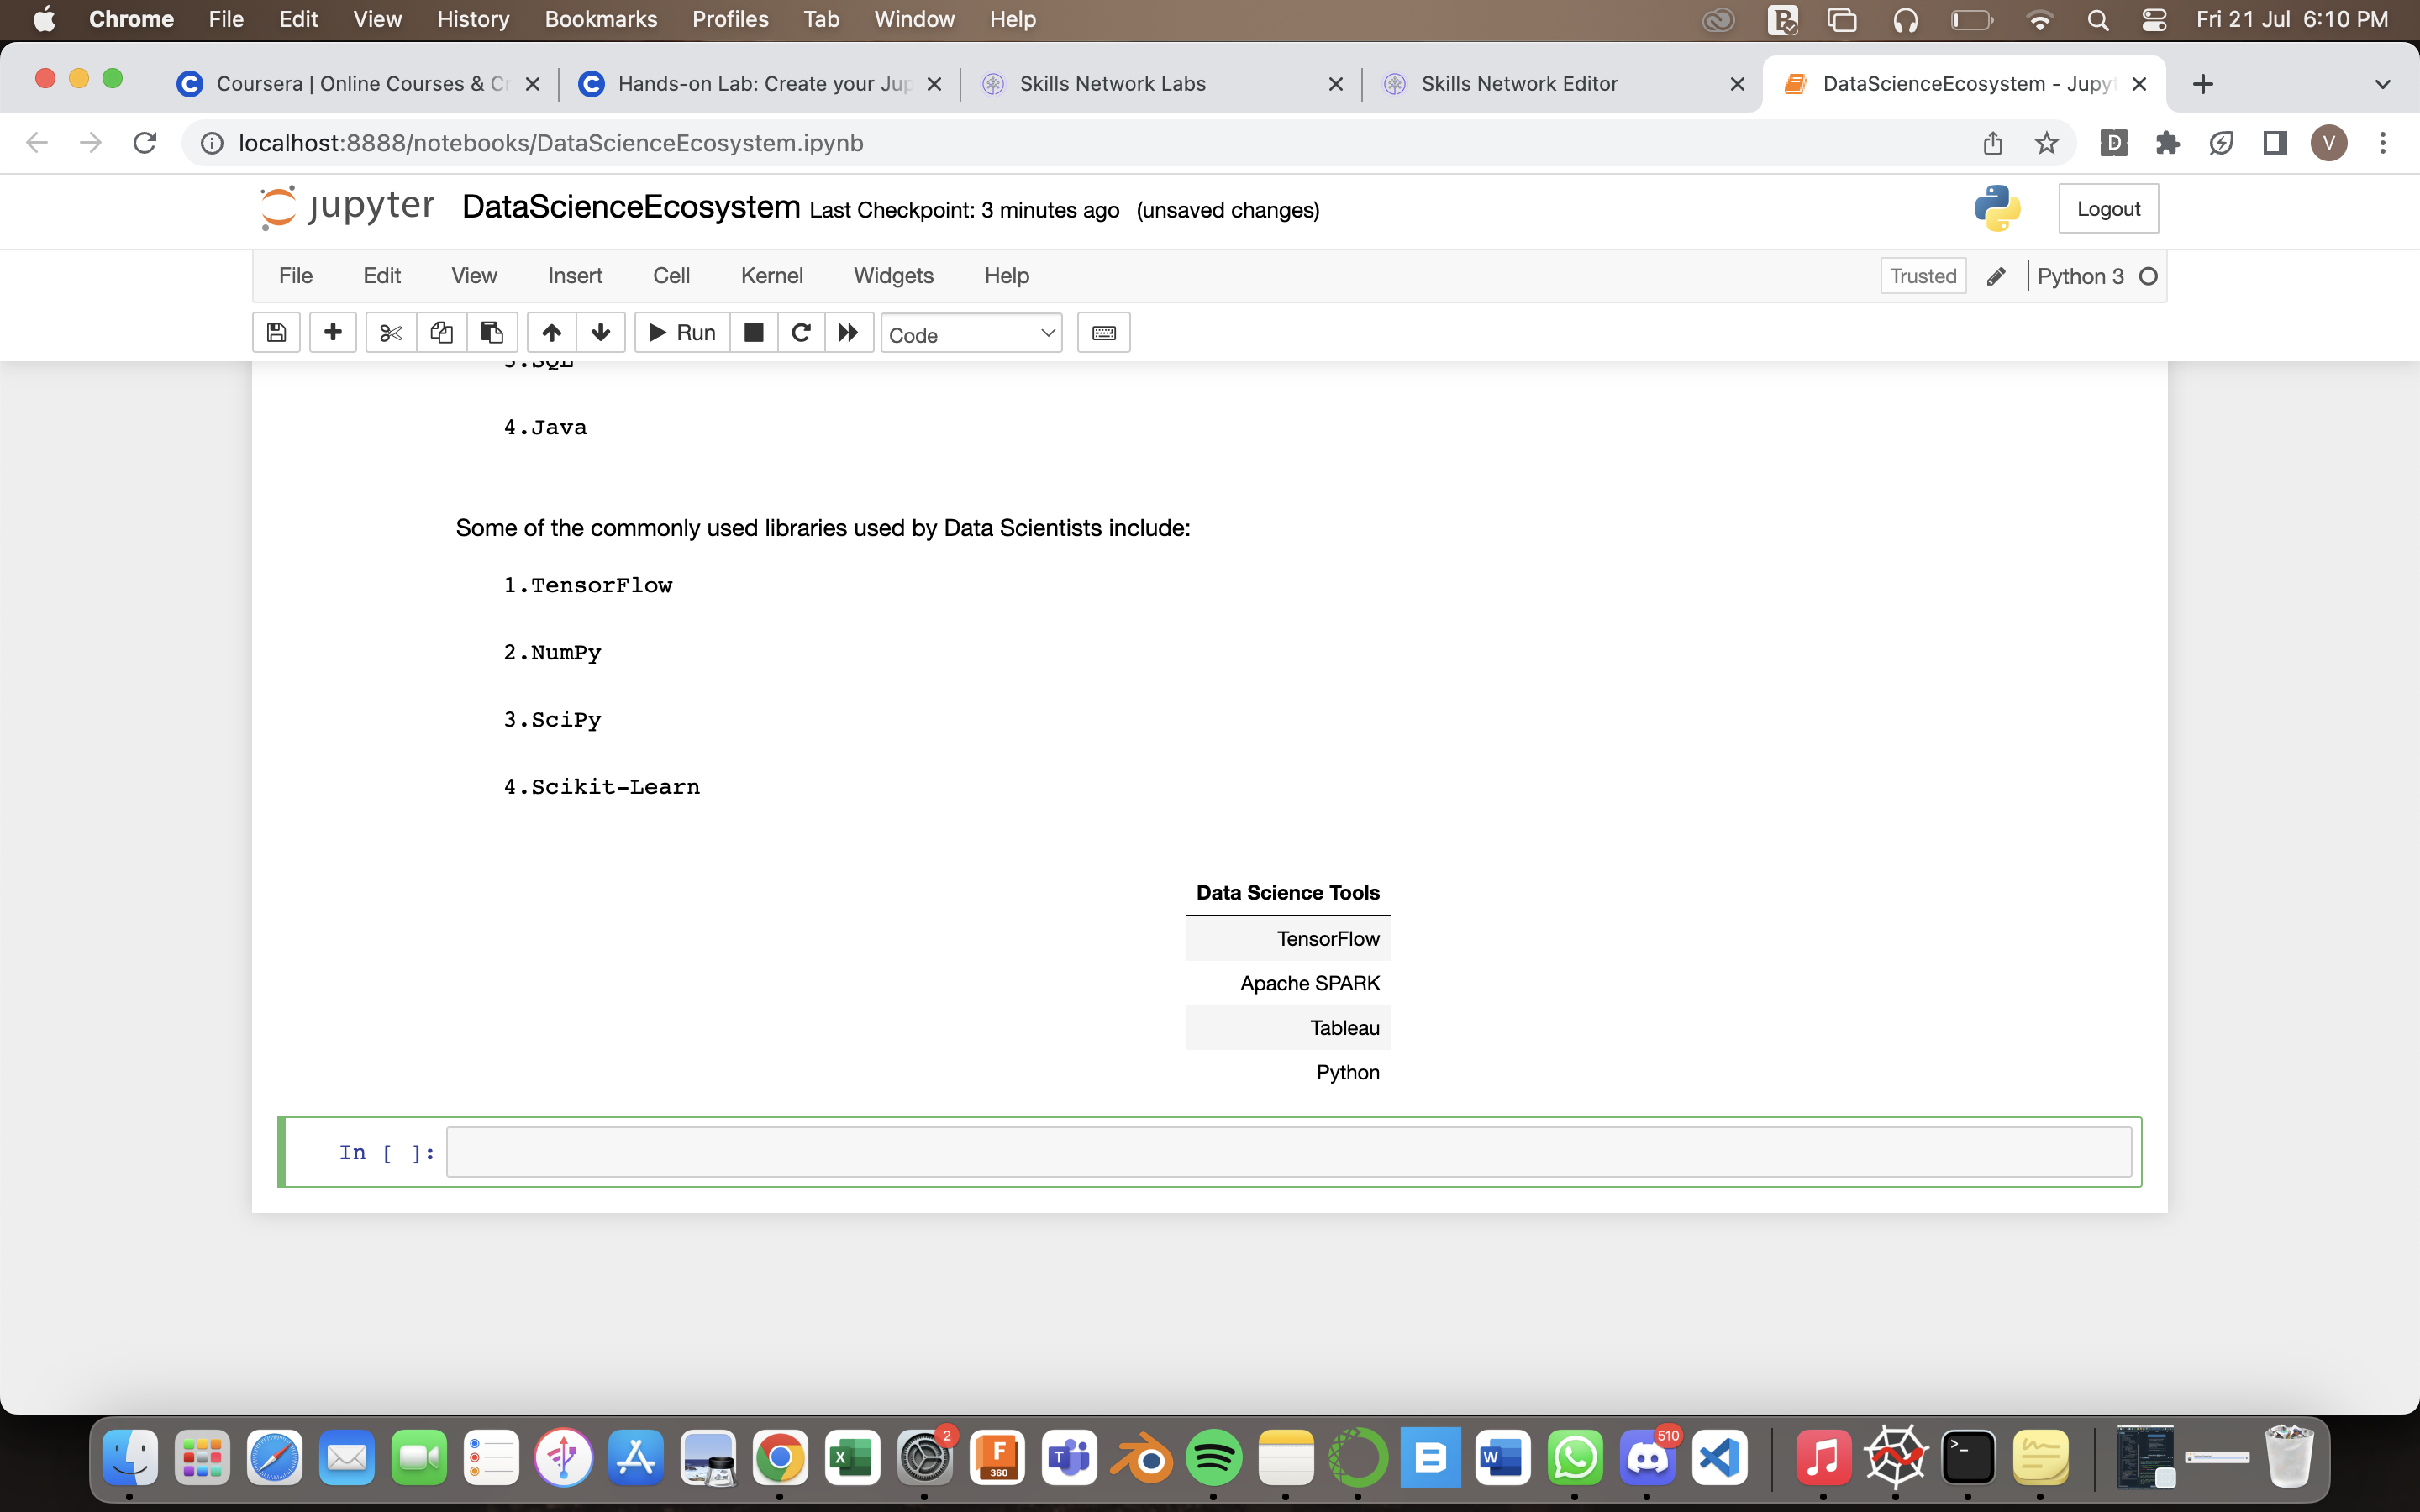 Chrome File Edit View History Bookmarks Profiles Tab Window Help Fri 21 Jul 6:10 PM
Coursera | Online Courses & Cr Hands-on Lab: Create your Jup Skills Network Labs Skills Network Editor DataScienceEcosystem - Jupyt
localhost:8888/notebooks/DataScienceEcosystem.ipynb D V
jupyter DataScienceEcosystem Last Checkpoint: 3 minutes ago (unsaved changes) Logout
File Edit View Insert Cell Kernel Widgets Help Trusted Python 3
Run Code
3.SQL
4.Java
Some of the commonly used libraries used by Data Scientists include:
1.TensorFlow
2.NumPy
3.SciPy
4.Scikit-Learn
Data Science Tools
TensorFlow
Apache SPARK
Tableau
Python
In [ ]:
2 510
F 360